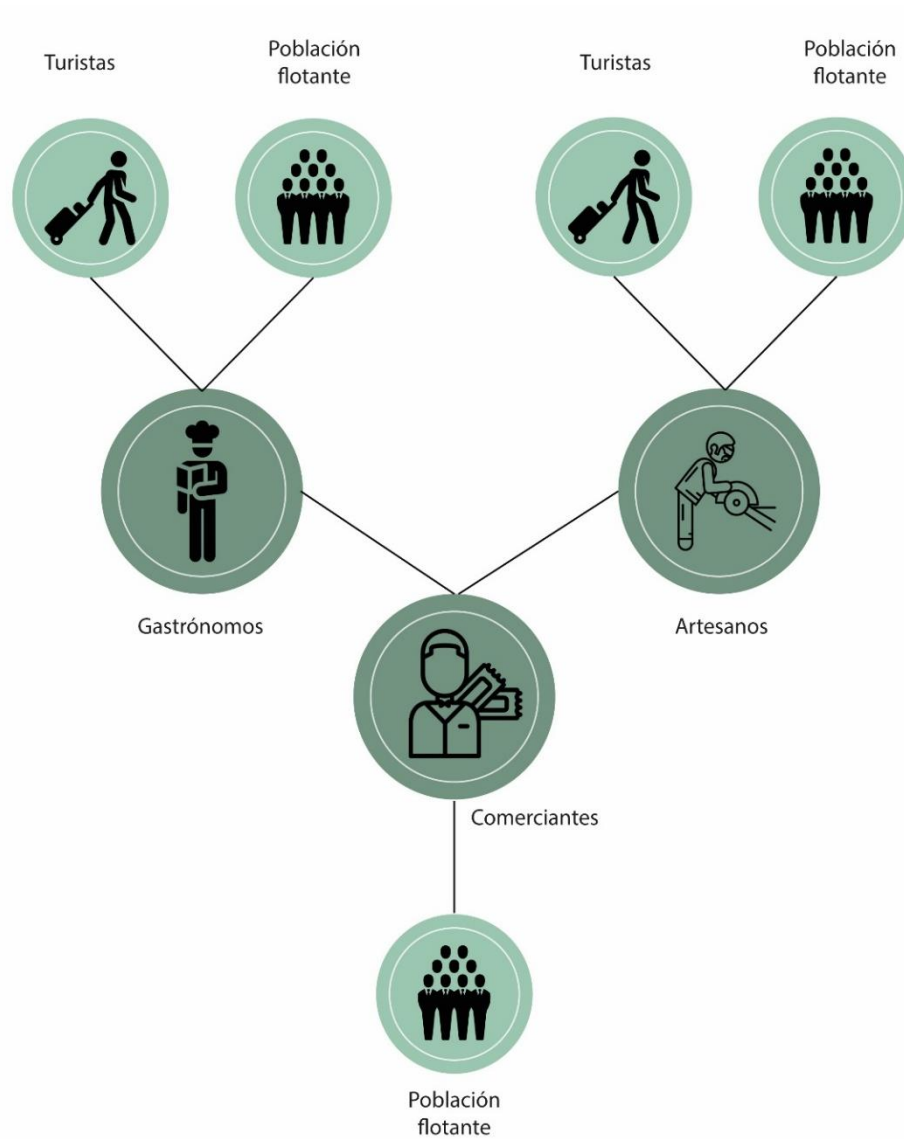 Turistas
Población
flotante
Turistas
Población
flotante
Gastrónomos
Artesanos
Comerciantes
Población
flotante